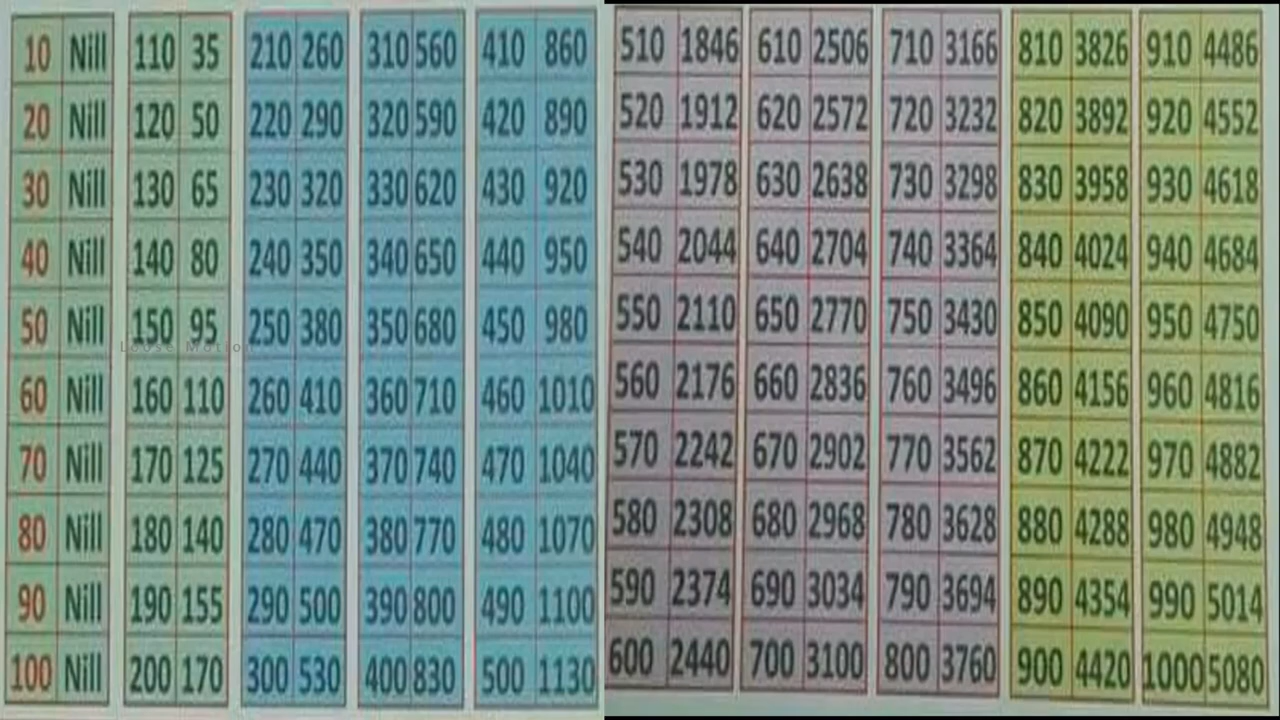 10 Nill 110 35 210 260 310 560 410 860 510 1846 610 2506 710 3166 810 3826 910 4486
20 Nill 120 50 220 290 320 590 420 890 520 1912 620 2572 720 3232 820 3892 920 4552
30 Nill 130 65 230 320 330 620 430 920 530 1978 630 2638 730 3298 830 3958 930 4618
40 Nill 140 80 240 350 340 650 440 950 540 2044 640 2704 740 3364 840 4024 940 4684
50 Nill 150 95 250 380 350 680 450 980 550 2110 650 2770 750 3430 850 4090 950 4750
Loose Motion
60 Nill 160 110 260 410 360 710 460 1010 560 2176 660 2836 760 3496 860 4156 960 4816
70 Nill 170 125 270 440 370 740 470 1040 570 2242 670 2902 770 3562 870 4222 970 4882
80 Nill 180 140 280 470 380 770 480 1070 580 2308 680 2968 780 3628 880 4288 980 4948
90 Nill 190 155 290 500 390 800 490 1100 590 2374 690 3034 790 3694 890 4354 990 5014
100 Nill 200 170 300 530 400 830 500 1130 600 2440 700 3100 800 3760 900 4420 1000 5080